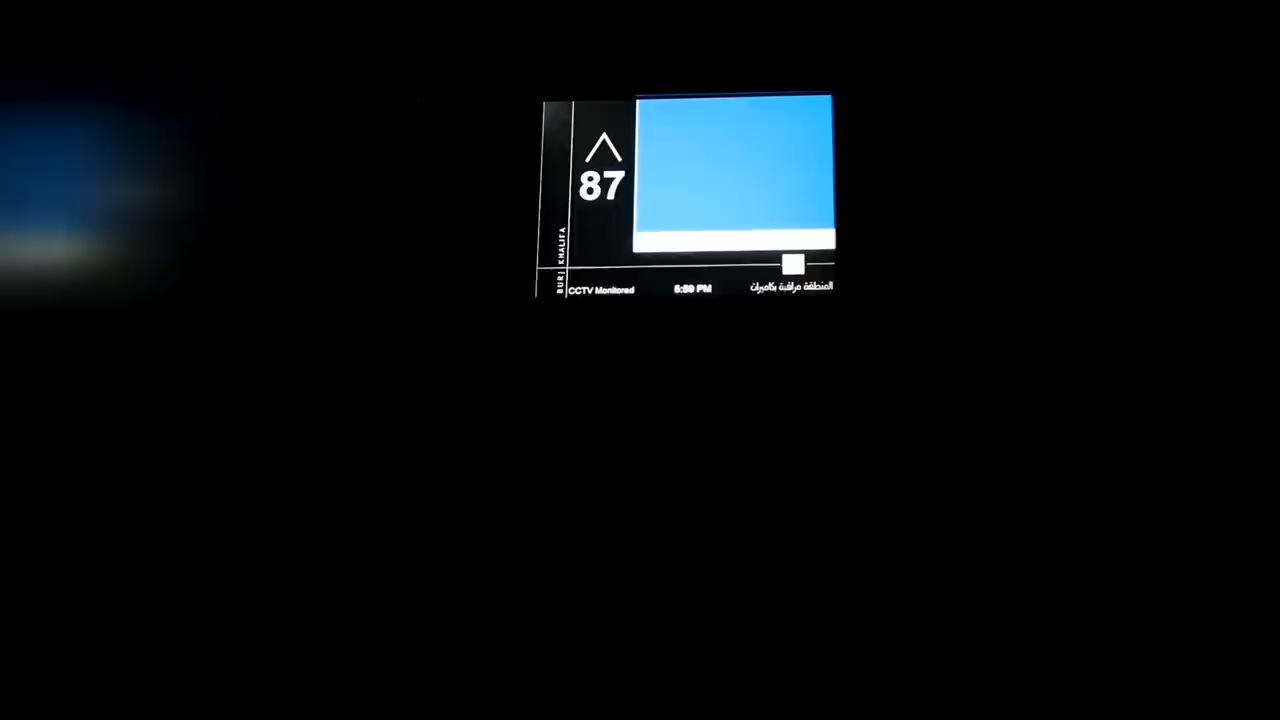 87
BURJ KHALIFA
CCTV Monitored
5:59 PM
المنطقة مراقبة بكاميرات